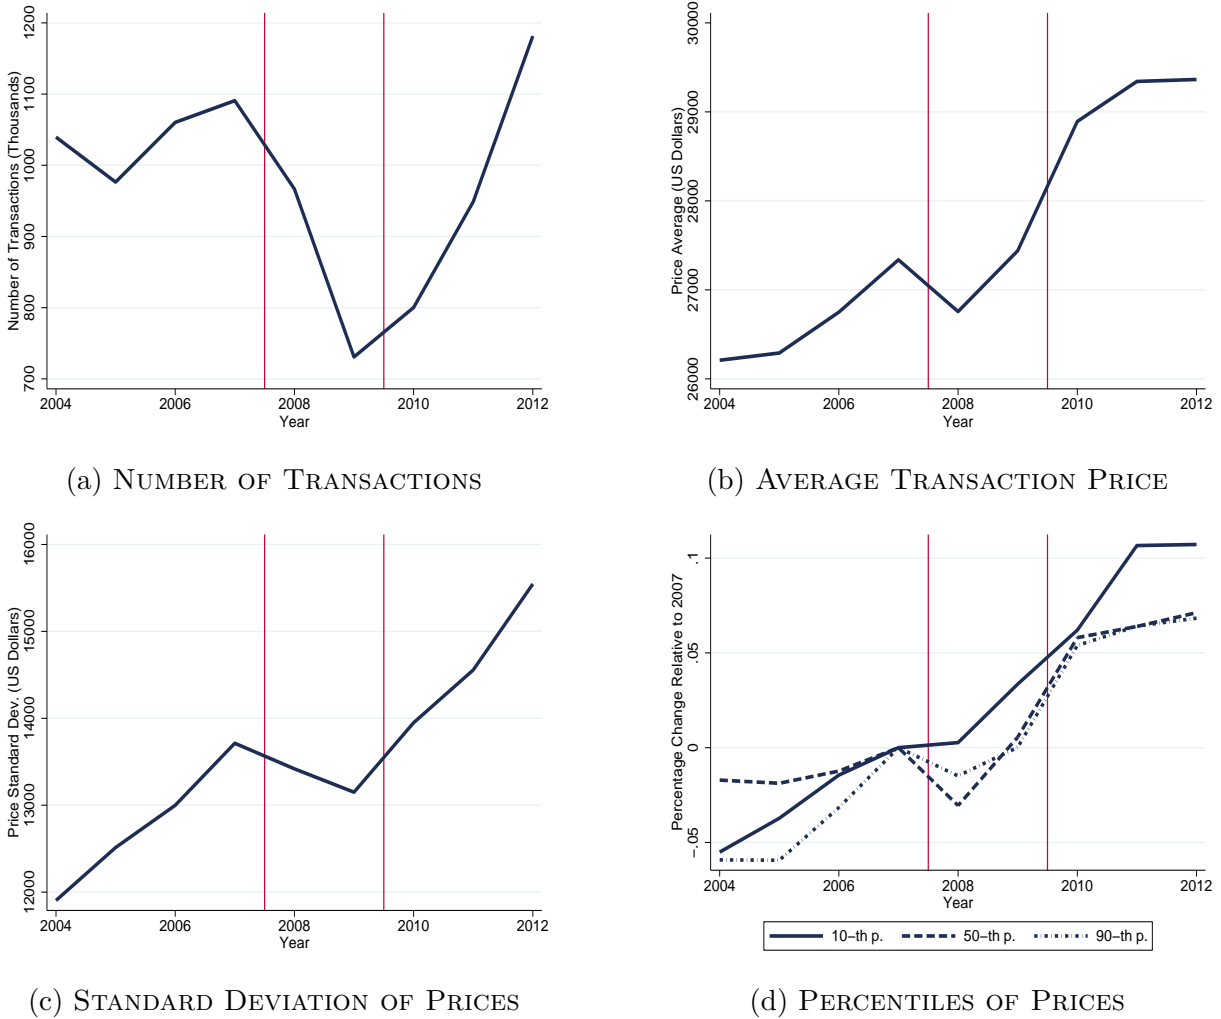 Number of Transactions (Thousands)
1200
1100
1000
900
800
700
2004 2006 2008 2010 2012
Year
(a) Number of Transactions
Price Average (US Dollars)
30000
29000
28000
27000
26000
2004 2006 2008 2010 2012
Year
(b) Average Transaction Price
Price Standard Dev. (US Dollars)
16000
15000
14000
13000
12000
2004 2006 2008 2010 2012
Year
(c) Standard Deviation of Prices
Percentage Change Relative to 2007
.1
.05
0
−.05
2004 2006 2008 2010 2012
Year
10−th p. 50−th p. 90−th p.
(d) Percentiles of Prices